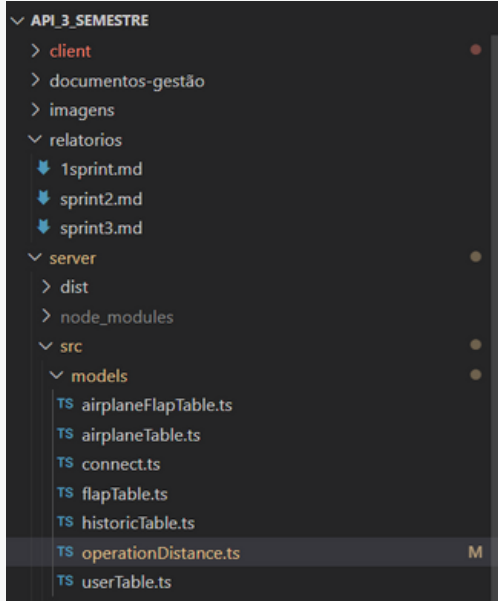 API_3_SEMESTRE
client
documentos-gestão
imagens
relatorios
1sprint.md
sprint2.md
sprint3.md
server
dist
node_modules
src
models
TS airplaneFlapTable.ts
TS airplaneTable.ts
TS connect.ts
TS flapTable.ts
TS historicTable.ts
TS operationDistance.ts M
TS userTable.ts